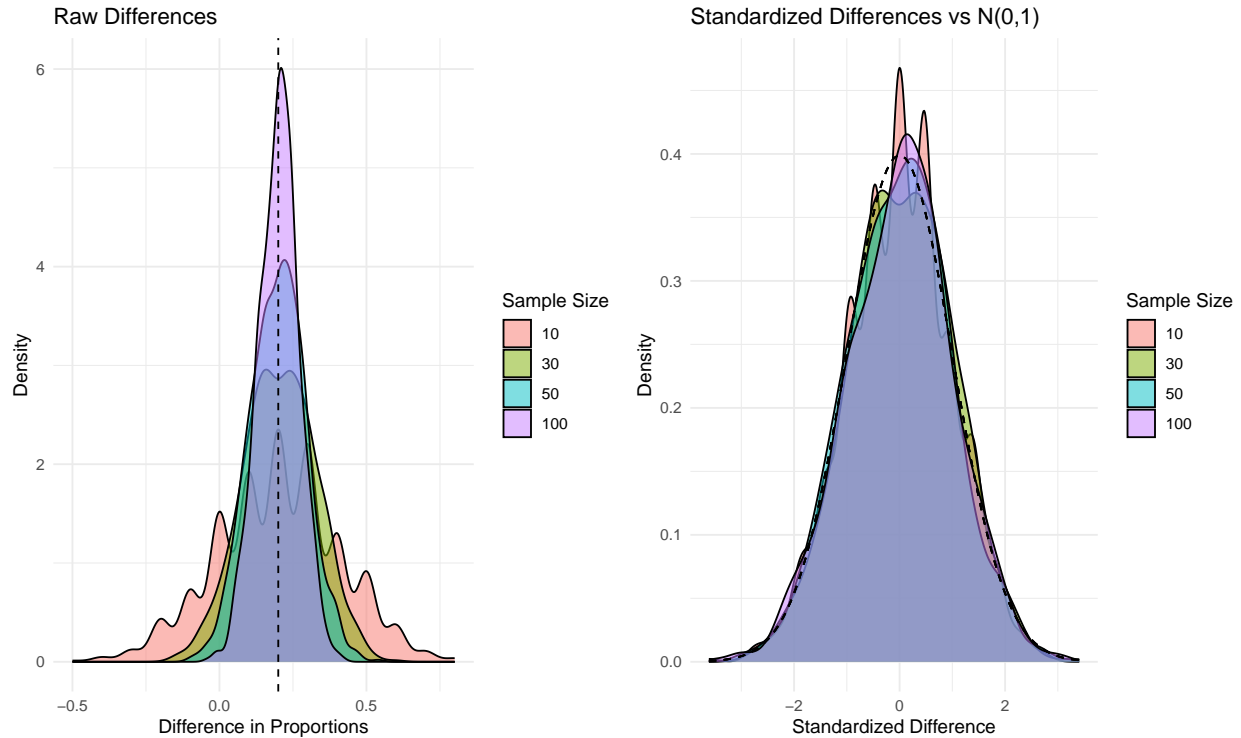 Raw Differences
6
4
2
0
Density
−0.5
0.0
0.5
Difference in Proportions
Sample Size
10
30
50
100
Standardized Differences vs N(0,1)
0.4
0.3
0.2
0.1
0.0
Density
−2
0
2
Standardized Difference
Sample Size
10
30
50
100